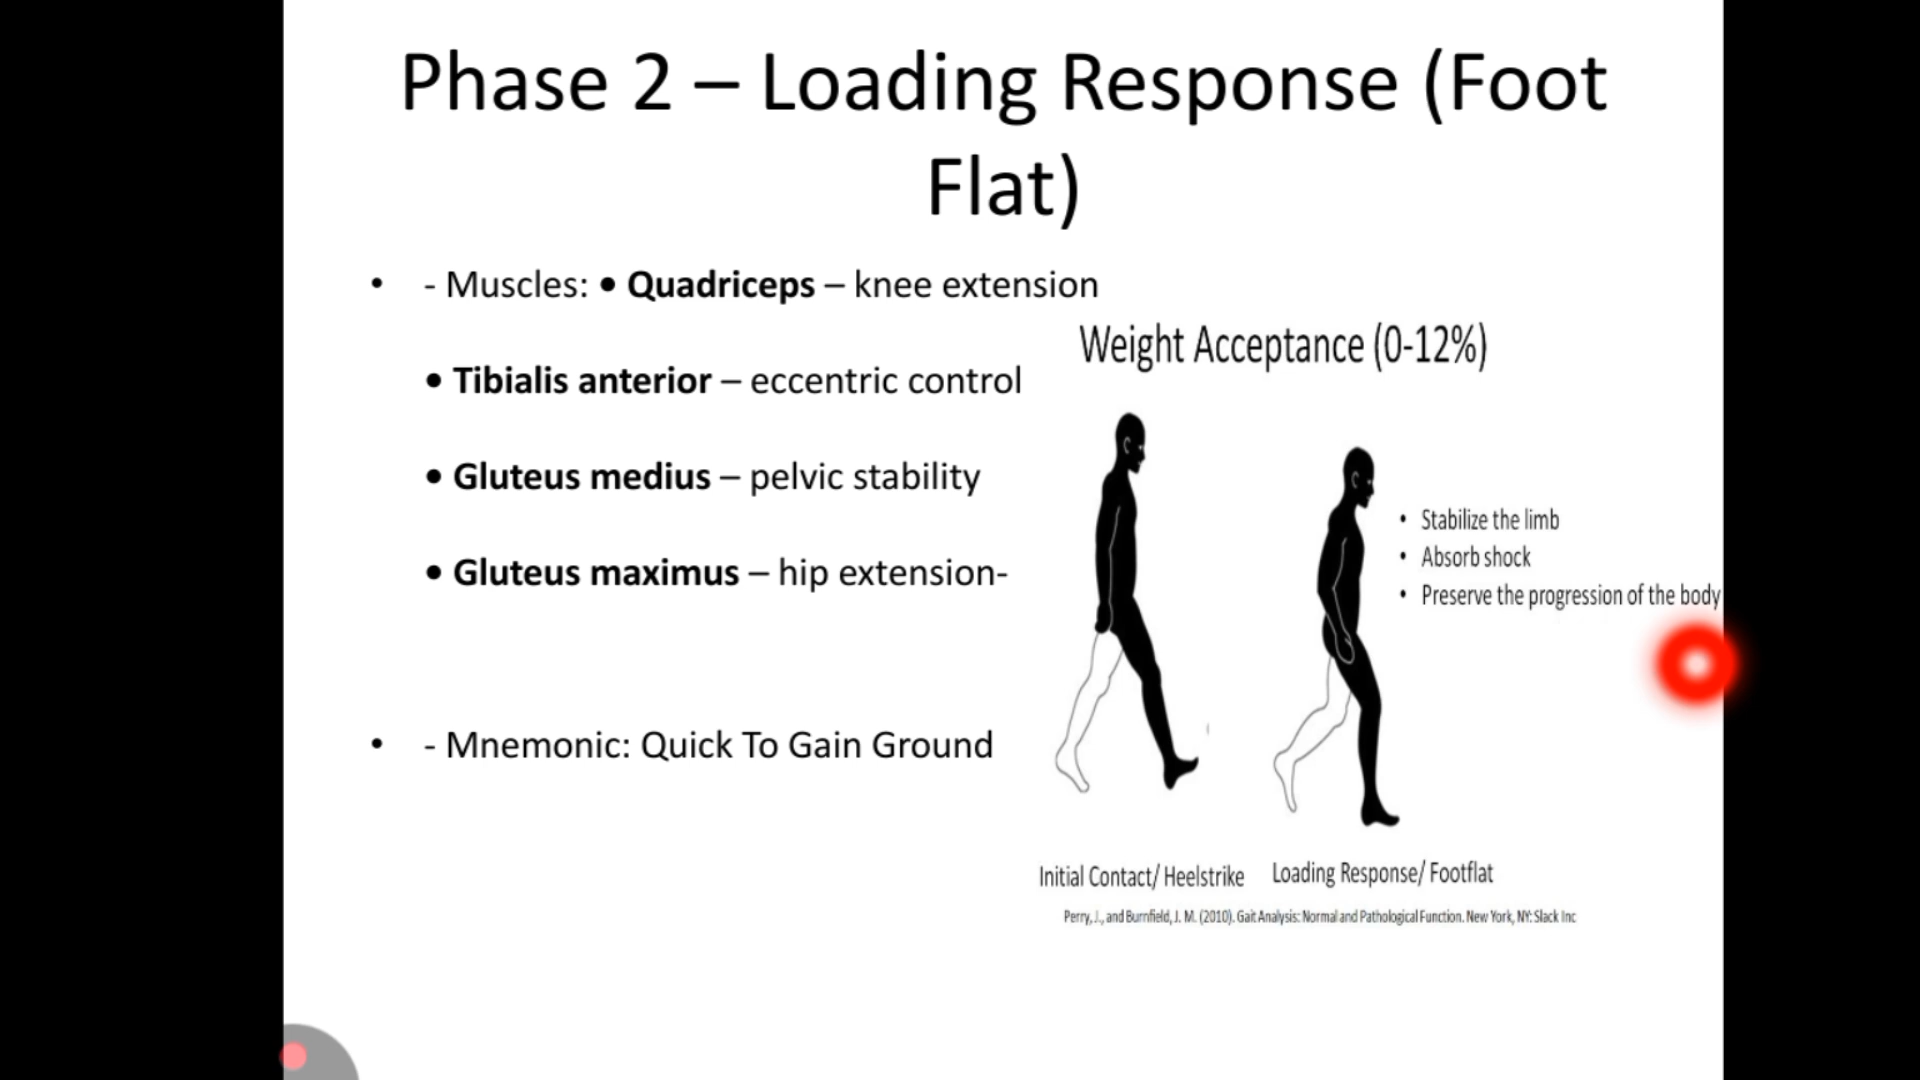 Phase 2 – Loading Response (Foot
Flat)
• - Muscles: • Quadriceps – knee extension
• Tibialis anterior – eccentric control
• Gluteus medius – pelvic stability
• Gluteus maximus – hip extension-
• - Mnemonic: Quick To Gain Ground
Weight Acceptance (0-12%)
• Stabilize the limb
• Absorb shock
• Preserve the progression of the body
Initial Contact/ Heelstrike
Loading Response/ Footflat
Perry, J., and Burnfield, J. M. (2010). Gait Analysis: Normal and Pathological Function. New York, NY: Slack Inc